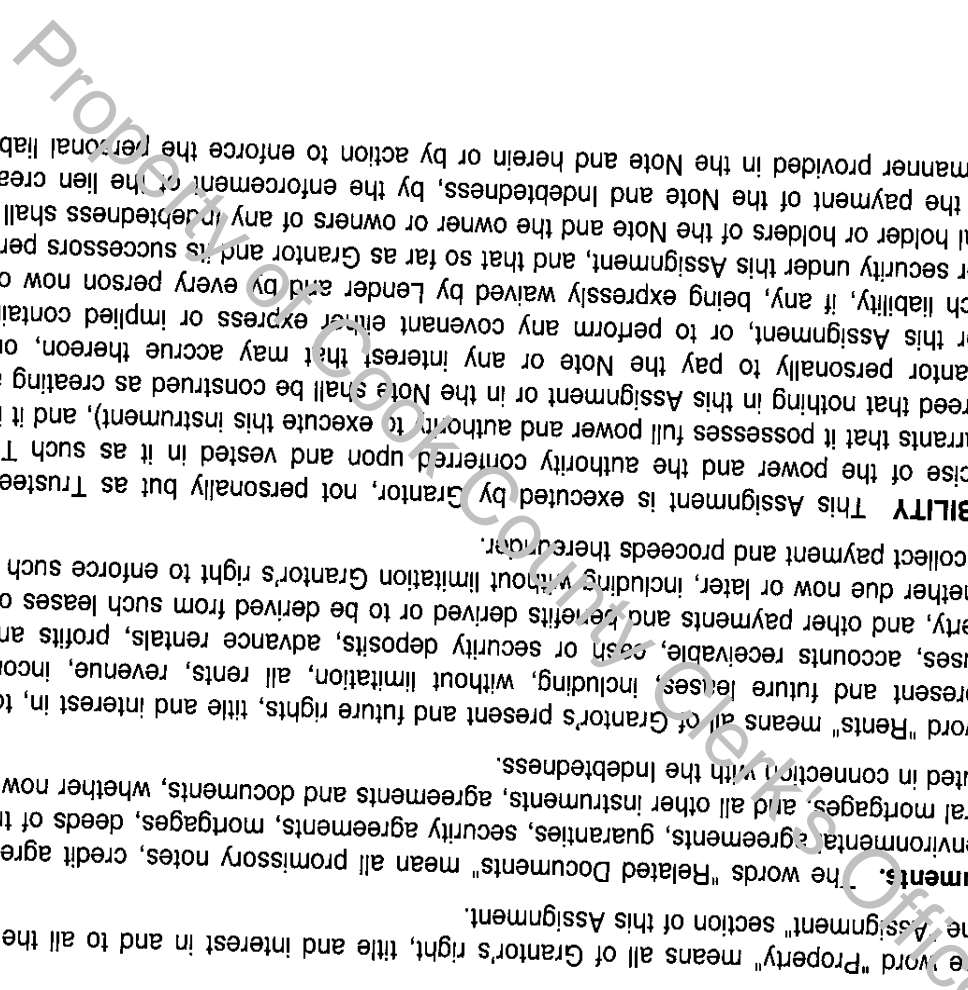 e word "Property" means all of Grantor's right, title and interest in and to all the
ne "Assignment" section of this Assignment.
uments. The words "Related Documents" mean all promissory notes, credit agre
environmental agreements, guaranties, security agreements, mortgages, deeds of tr
ral mortgages, and all other instruments, agreements and documents, whether now
uted in connection with the Indebtedness.
word "Rents" means all of Grantor's present and future rights, title and interest in, to
present and future leases, including, without limitation, all rents, revenue, incor
uses, accounts receivable, cash or security deposits, advance rentals, profits an
erty, and other payments and benefits derived or to be derived from such leases o
hether due now or later, including without limitation Grantor's right to enforce such
collect payment and proceeds thereunder.
BILITY This Assignment is executed by Grantor, not personally but as Trustee
cise of the power and the authority conferred upon and vested in it as such T
rrants that it possesses full power and authority to execute this instrument), and it i
reed that nothing in this Assignment or in the Note shall be construed as creating a
antor personally to pay the Note or any interest that may accrue thereon, or
er this Assignment, or to perform any covenant either express or implied contain
ch liability, if any, being expressly waived by Lender and by every person now o
r security under this Assignment, and that so far as Grantor and its successors per
al holder or holders of the Note and the owner or owners of any Indebtedness shall
the payment of the Note and Indebtedness, by the enforcement of the lien crea
manner provided in the Note and herein or by action to enforce the personal liab
Property of Cook County Clerk's Office